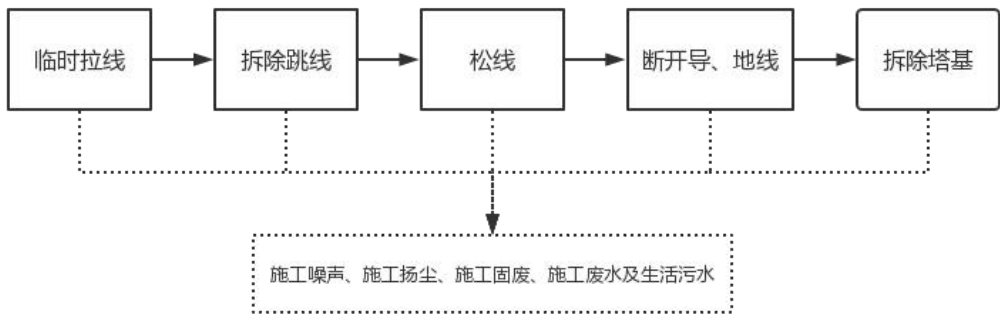 临时拉线
拆除跳线
松线
断开导、地线
拆除塔基
施工噪声、施工扬尘、施工固废、施工废水及生活污水